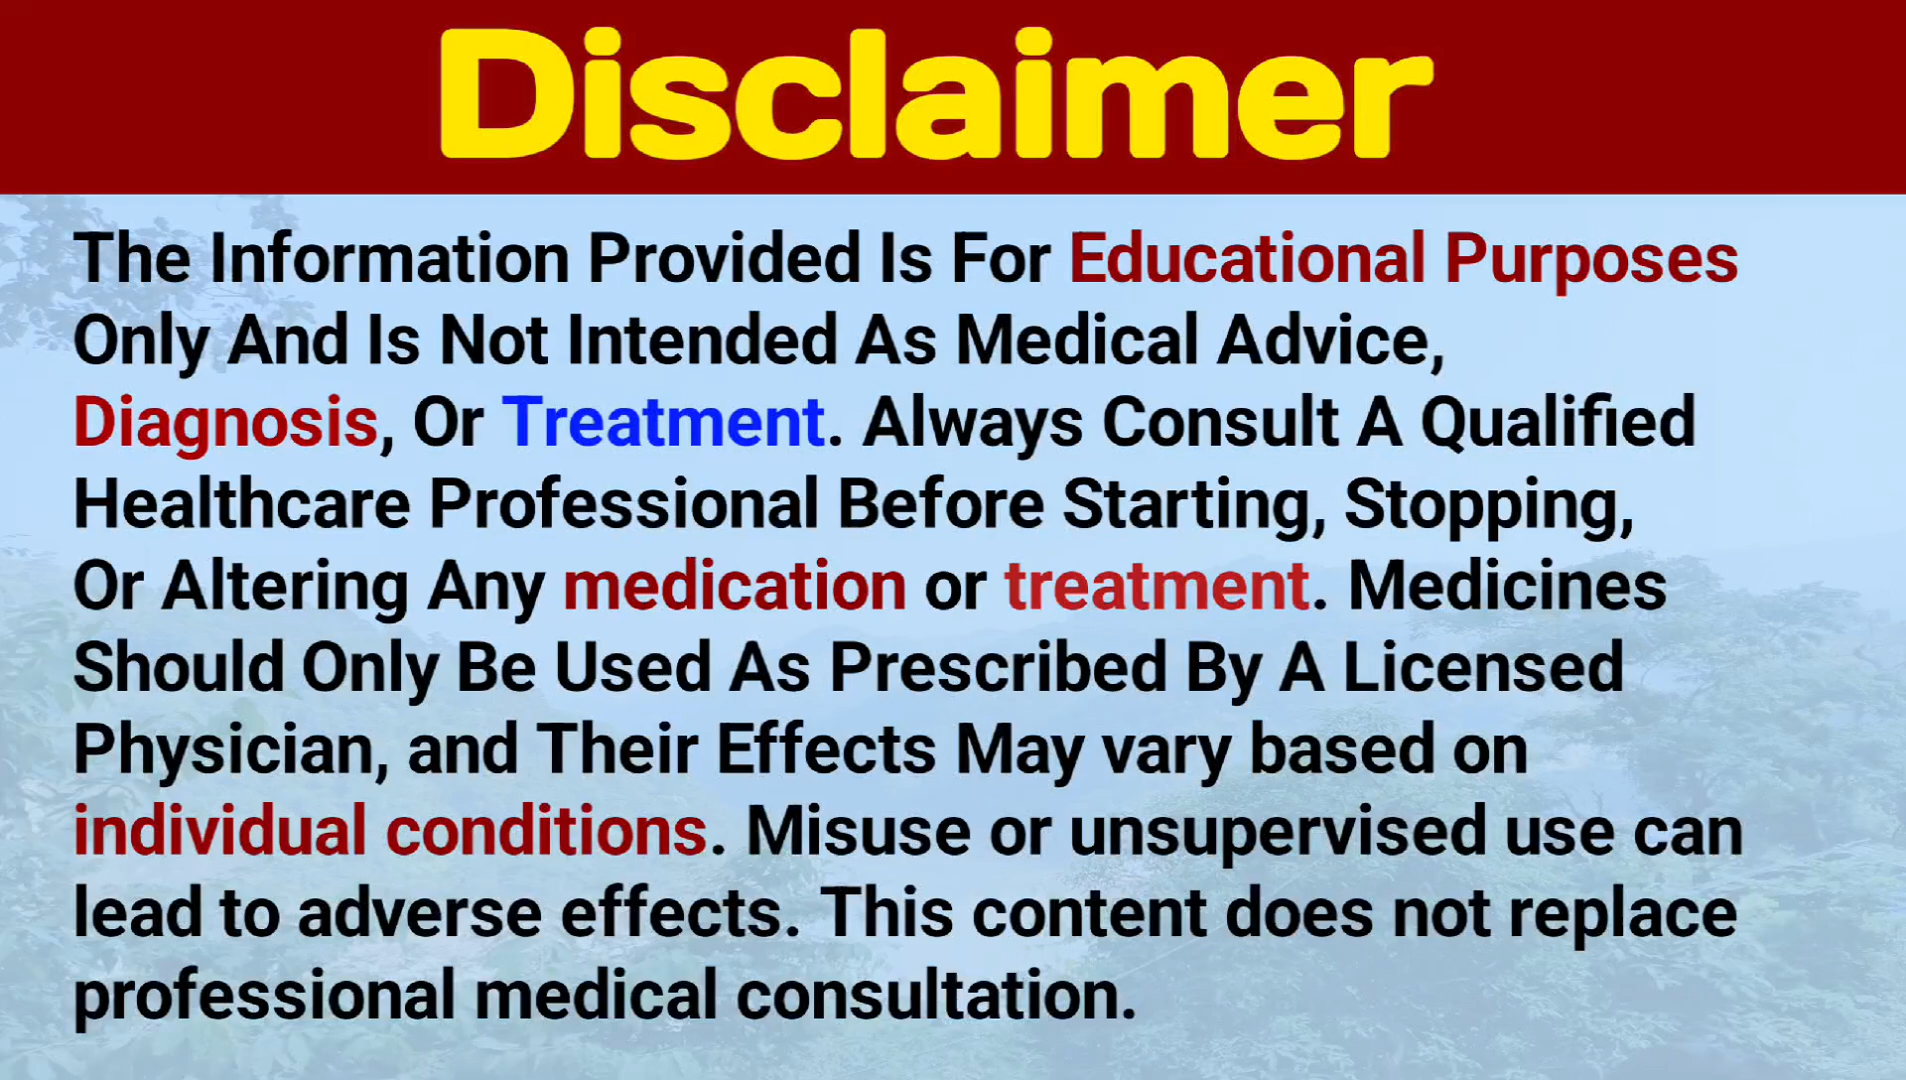 Disclaimer
The Information Provided Is For Educational Purposes
Only And Is Not Intended As Medical Advice,
Diagnosis, Or Treatment. Always Consult A Qualified
Healthcare Professional Before Starting, Stopping,
Or Altering Any medication or treatment. Medicines
Should Only Be Used As Prescribed By A Licensed
Physician, and Their Effects May vary based on
individual conditions. Misuse or unsupervised use can
lead to adverse effects. This content does not replace
professional medical consultation.